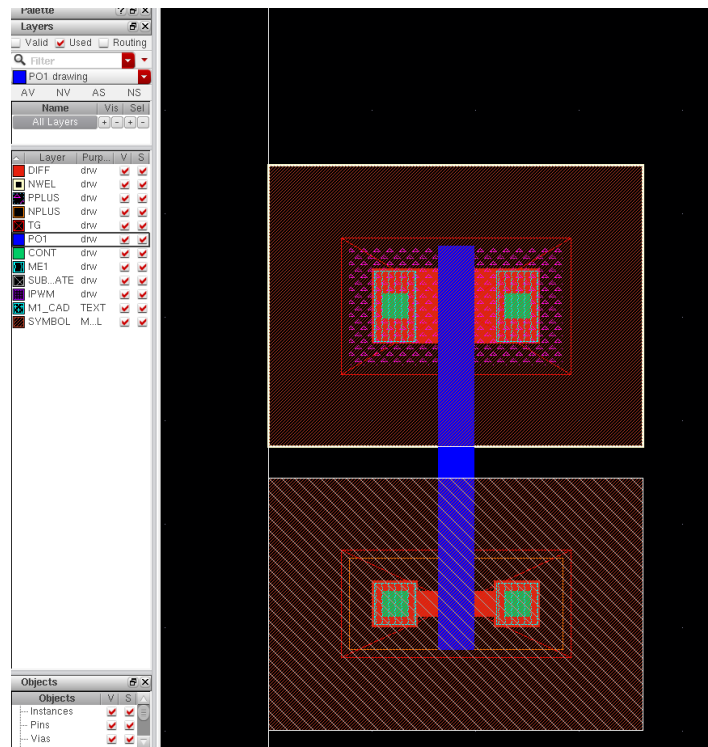 Palette ? 
Layers
Valid Used Routing
Filter
PO1 drawing
AV NV AS NS
Name Vis Sel
All Layers + - + -
Layer Purp... V S
DIFF drw
NWEL drw
PPLUS drw
NPLUS drw
TG drw
PO1 drw
CONT drw
ME1 drw
SUB...ATE drw
IPWM drw
M1_CAD TEXT
SYMBOL M...L
Objects
Objects V S
Instances
Pins
Vias